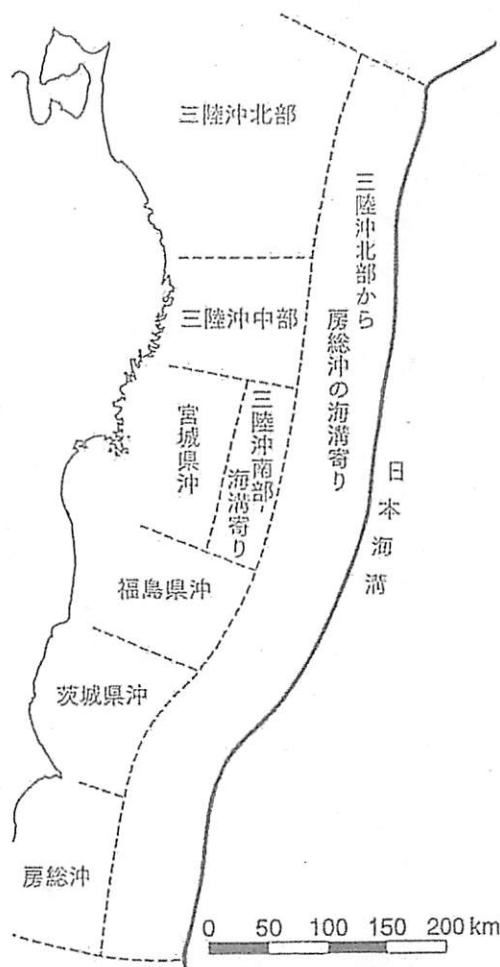 三陸沖北部
三陸沖北部から
房総沖の海溝寄り
三陸沖中部
宮城県沖
三陸沖南部
海溝寄り
日本海溝
福島県沖
茨城県沖
房総沖
0 50 100 150 200 km